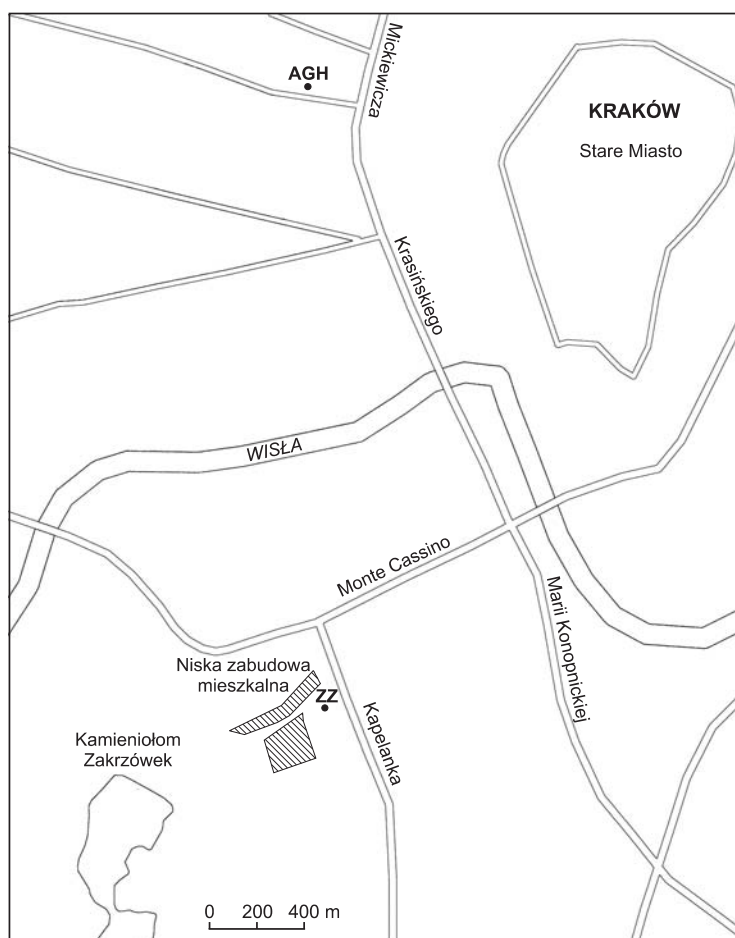 Mickiewicza
AGH
KRAKÓW
Stare Miasto
Krasińskiego
WISŁA
Monte Cassino
Marii Konopnickiej
Niska zabudowa
mieszkalna
ZZ
Kapelanka
Kamieniołom
Zakrzówek
0 200 400 m